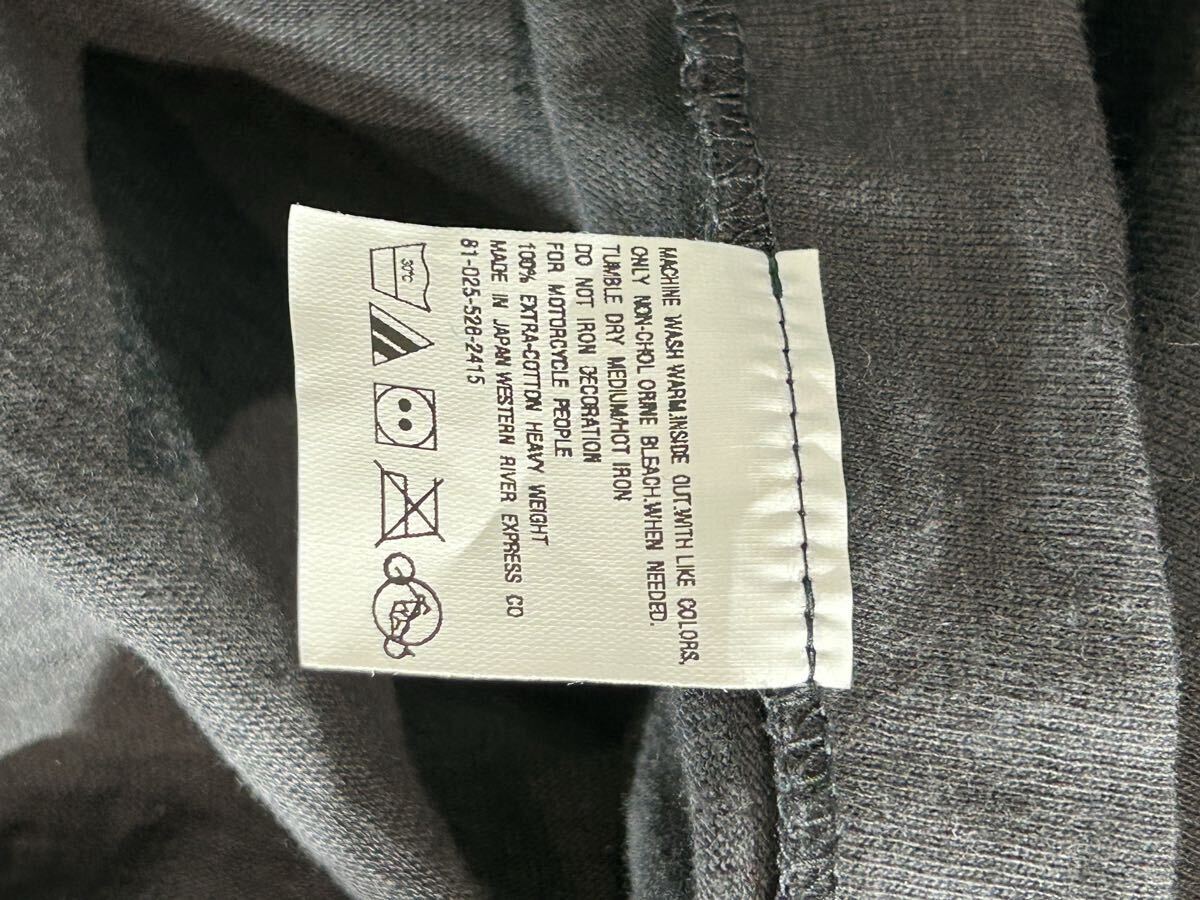 MACHINE WASH WARM.INSIDE OUT.WITH LIKE COLORS,
ONLY NON-CHOL ORINE BLEACH.WHEN NEEDED.
TUMBLE DRY MEDIUM/HOT IRON
DO NOT IRON DECORATION
FOR MOTORCYCLE PEOPLE
100% EXTRA-COTTON HEAVY WEIGHT
MADE IN JAPAN WESTERN RIVER EXPRESS CO
81-025-528-2415
30°C